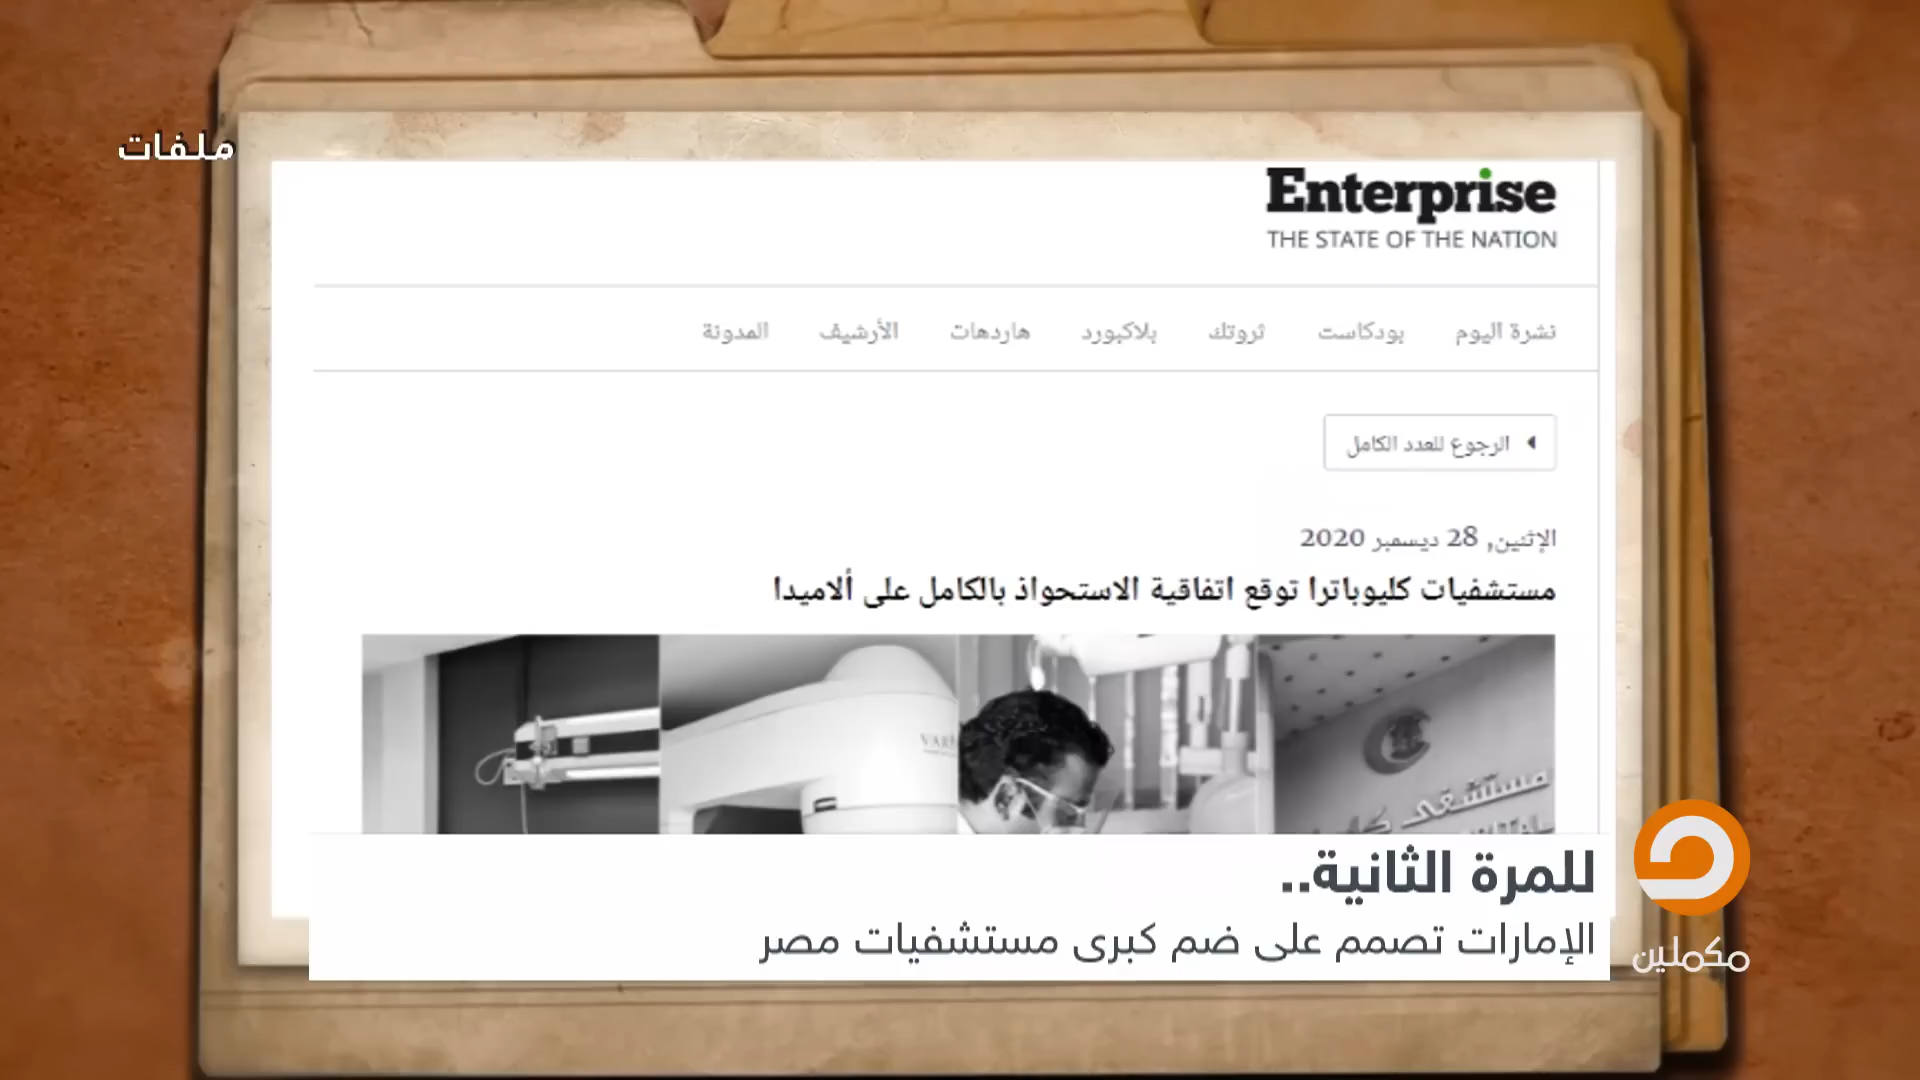 ملفات
Enterprise
THE STATE OF THE NATION
نشرة اليوم بودكاست ثروتك بلاكبورد هاردهات الأرشيف المدونة
الرجوع للعدد الكامل
الإثنين, 28 ديسمبر 2020
مستشفيات كليوباترا توقع اتفاقية الاستحواذ بالكامل على ألاميدا
مستشفى
للمرة الثانية..
الإمارات تصمم على ضم كبرى مستشفيات مصر
مكملين